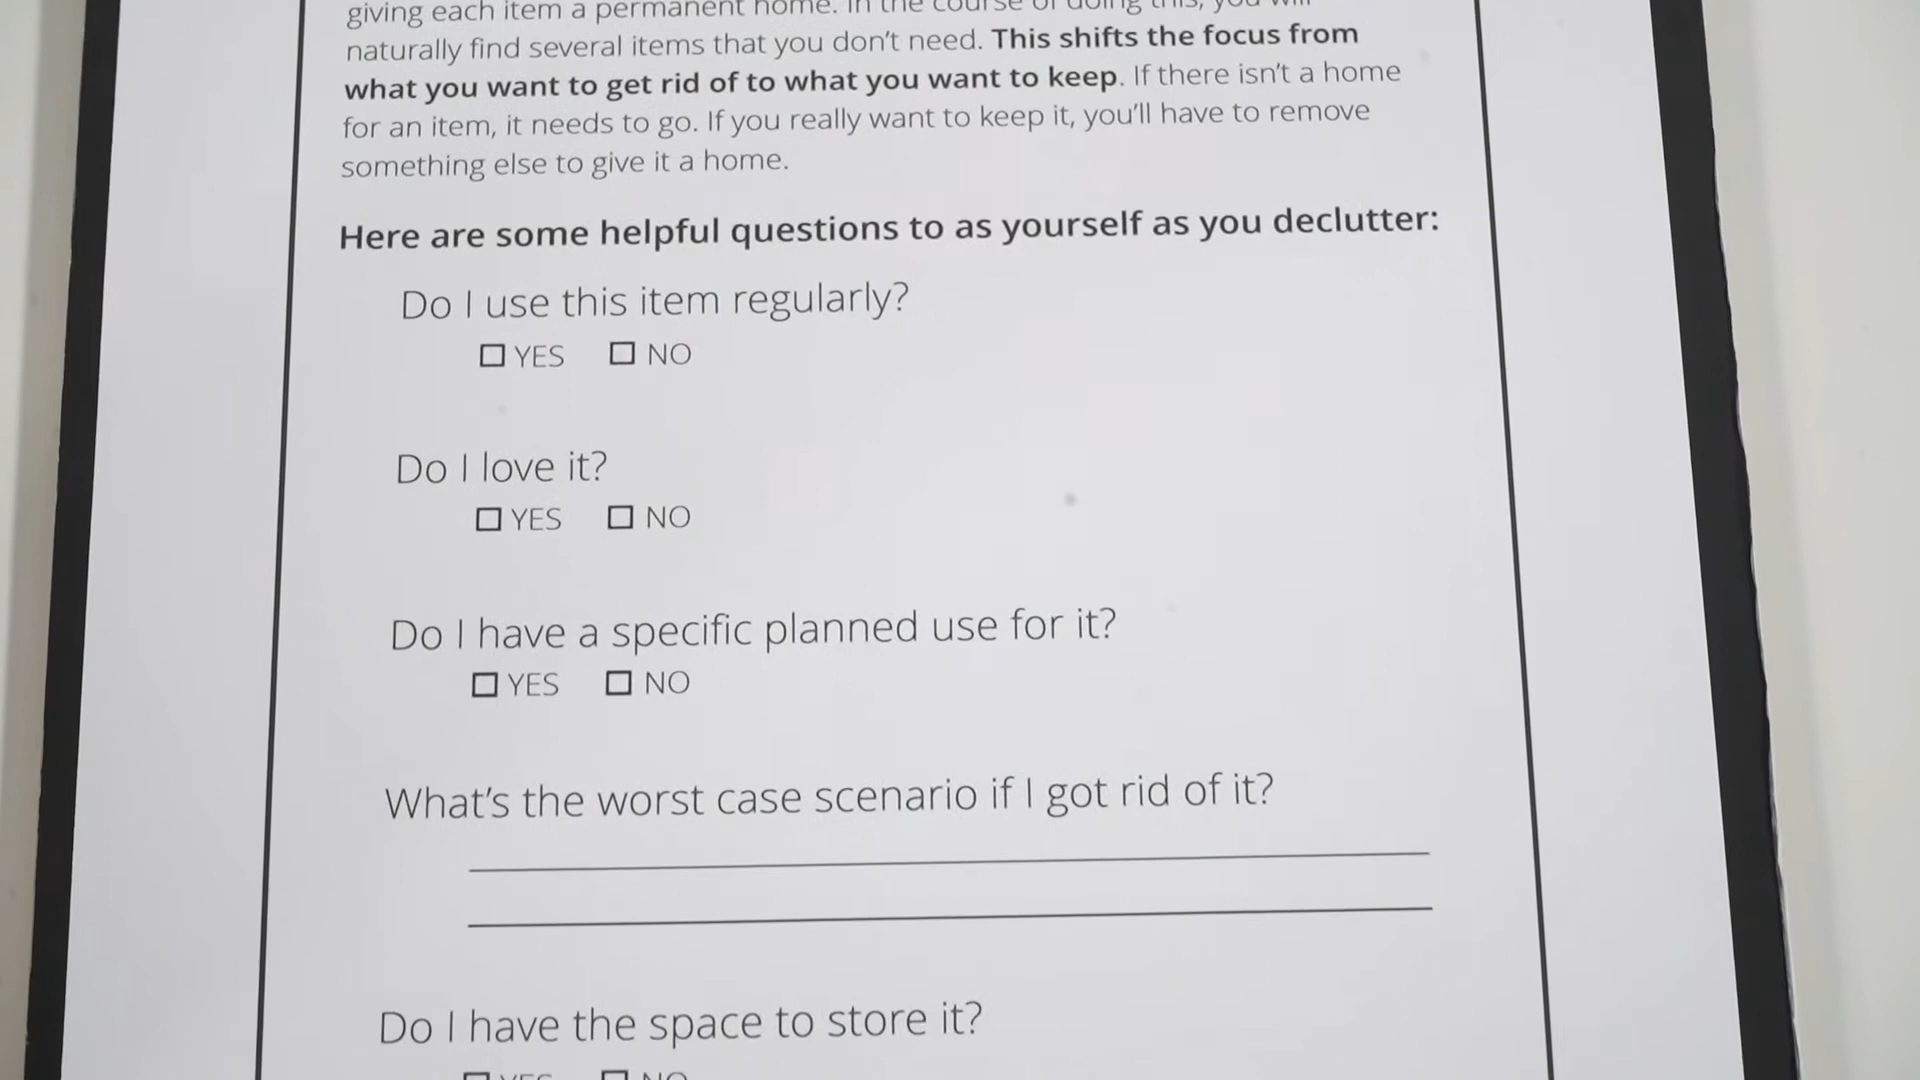 giving each item a permanent home. In the course of doing this, you will
naturally find several items that you don't need. This shifts the focus from
what you want to get rid of to what you want to keep. If there isn't a home
for an item, it needs to go. If you really want to keep it, you'll have to remove
something else to give it a home.
Here are some helpful questions to as yourself as you declutter:
Do I use this item regularly?
☐ YES ☐ NO
Do I love it?
☐ YES ☐ NO
Do I have a specific planned use for it?
☐ YES ☐ NO
What's the worst case scenario if I got rid of it?
Do I have the space to store it?
☐ YES ☐ NO